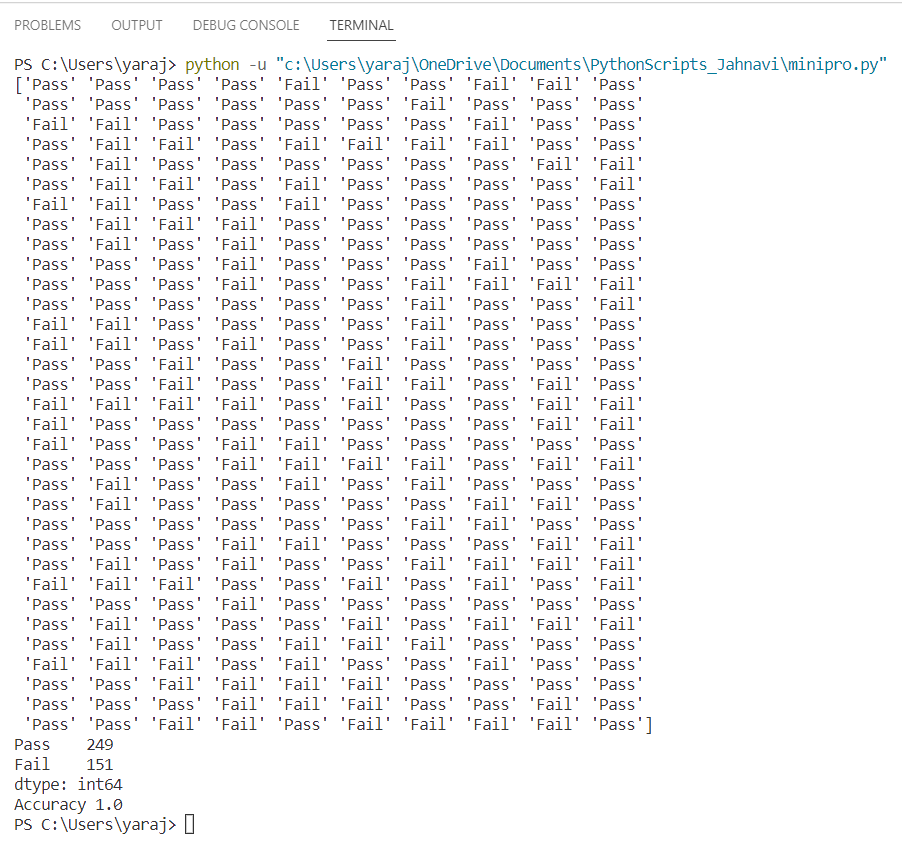 PROBLEMS OUTPUT DEBUG CONSOLE TERMINAL
PS C:\Users\yaraj> python -u "c:\Users\yaraj\OneDrive\Documents\PythonScripts_Jahnavi\minipro.py"
['Pass' 'Pass' 'Pass' 'Pass' 'Fail' 'Pass' 'Pass' 'Fail' 'Fail' 'Pass'
'Pass' 'Pass' 'Pass' 'Pass' 'Pass' 'Pass' 'Fail' 'Pass' 'Pass' 'Pass'
'Fail' 'Fail' 'Pass' 'Pass' 'Pass' 'Pass' 'Pass' 'Fail' 'Pass' 'Pass'
'Pass' 'Fail' 'Fail' 'Pass' 'Fail' 'Fail' 'Fail' 'Fail' 'Pass' 'Pass'
'Pass' 'Fail' 'Pass' 'Pass' 'Pass' 'Pass' 'Pass' 'Pass' 'Fail' 'Fail'
'Pass' 'Fail' 'Fail' 'Pass' 'Fail' 'Pass' 'Pass' 'Pass' 'Pass' 'Fail'
'Fail' 'Fail' 'Pass' 'Pass' 'Fail' 'Pass' 'Pass' 'Pass' 'Pass' 'Pass'
'Pass' 'Fail' 'Fail' 'Fail' 'Pass' 'Pass' 'Pass' 'Pass' 'Pass' 'Pass'
'Pass' 'Fail' 'Pass' 'Fail' 'Pass' 'Pass' 'Pass' 'Pass' 'Pass' 'Pass'
'Pass' 'Pass' 'Pass' 'Fail' 'Pass' 'Pass' 'Pass' 'Fail' 'Pass' 'Pass'
'Pass' 'Pass' 'Pass' 'Pass' 'Pass' 'Pass' 'Fail' 'Fail' 'Fail' 'Fail'
'Pass' 'Pass' 'Pass' 'Pass' 'Pass' 'Pass' 'Fail' 'Pass' 'Pass' 'Fail'
'Fail' 'Fail' 'Pass' 'Pass' 'Pass' 'Pass' 'Fail' 'Pass' 'Pass' 'Pass'
'Fail' 'Fail' 'Pass' 'Fail' 'Pass' 'Pass' 'Fail' 'Pass' 'Pass' 'Pass'
'Pass' 'Pass' 'Fail' 'Pass' 'Pass' 'Fail' 'Pass' 'Pass' 'Pass' 'Pass'
'Pass' 'Pass' 'Fail' 'Pass' 'Pass' 'Fail' 'Fail' 'Pass' 'Fail' 'Pass'
'Fail' 'Fail' 'Fail' 'Fail' 'Pass' 'Fail' 'Pass' 'Pass' 'Fail' 'Fail'
'Fail' 'Pass' 'Pass' 'Pass' 'Pass' 'Pass' 'Pass' 'Pass' 'Fail' 'Fail'
'Fail' 'Pass' 'Pass' 'Fail' 'Fail' 'Pass' 'Pass' 'Pass' 'Pass' 'Pass'
'Pass' 'Pass' 'Pass' 'Fail' 'Fail' 'Fail' 'Fail' 'Pass' 'Fail' 'Fail'
'Pass' 'Fail' 'Pass' 'Pass' 'Fail' 'Pass' 'Fail' 'Pass' 'Pass' 'Pass'
'Pass' 'Fail' 'Pass' 'Fail' 'Pass' 'Pass' 'Pass' 'Fail' 'Fail' 'Pass'
'Pass' 'Pass' 'Pass' 'Pass' 'Pass' 'Pass' 'Fail' 'Fail' 'Pass' 'Pass'
'Pass' 'Pass' 'Pass' 'Fail' 'Fail' 'Pass' 'Pass' 'Pass' 'Fail' 'Fail'
'Pass' 'Fail' 'Pass' 'Fail' 'Pass' 'Pass' 'Fail' 'Fail' 'Fail' 'Fail'
'Fail' 'Fail' 'Fail' 'Pass' 'Pass' 'Fail' 'Pass' 'Fail' 'Pass' 'Fail'
'Pass' 'Pass' 'Pass' 'Fail' 'Pass' 'Pass' 'Pass' 'Pass' 'Pass' 'Pass'
'Pass' 'Fail' 'Pass' 'Pass' 'Pass' 'Fail' 'Pass' 'Fail' 'Fail' 'Fail'
'Pass' 'Fail' 'Pass' 'Pass' 'Fail' 'Fail' 'Fail' 'Pass' 'Pass' 'Pass'
'Fail' 'Fail' 'Fail' 'Pass' 'Fail' 'Pass' 'Pass' 'Fail' 'Pass' 'Pass'
'Pass' 'Pass' 'Fail' 'Fail' 'Fail' 'Fail' 'Pass' 'Pass' 'Pass' 'Pass'
'Pass' 'Pass' 'Pass' 'Fail' 'Fail' 'Fail' 'Pass' 'Pass' 'Fail' 'Pass'
'Pass' 'Pass' 'Fail' 'Fail' 'Pass' 'Fail' 'Fail' 'Fail' 'Fail' 'Pass']
Pass 249
Fail 151
dtype: int64
Accuracy 1.0
PS C:\Users\yaraj>